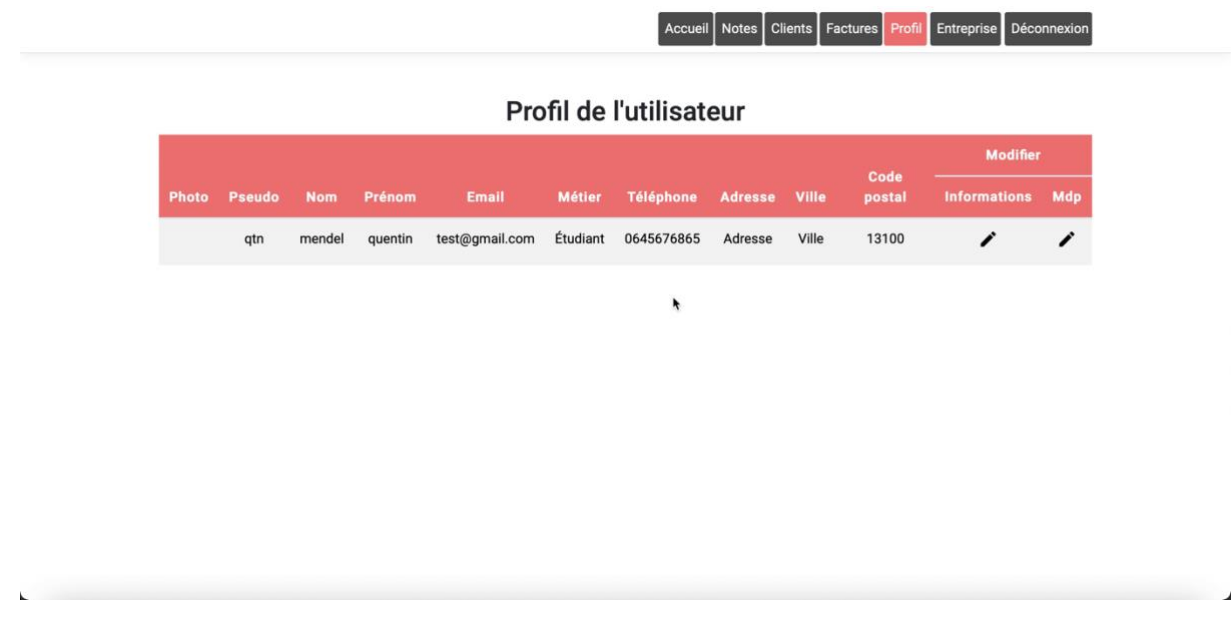 Accueil Notes Clients Factures Profil Entreprise Déconnexion
Profil de l'utilisateur
Modifier
Photo Pseudo Nom Prénom Email Métier Téléphone Adresse Ville Code postal Informations Mdp
qtn mendel quentin test@gmail.com Étudiant 0645676865 Adresse Ville 13100